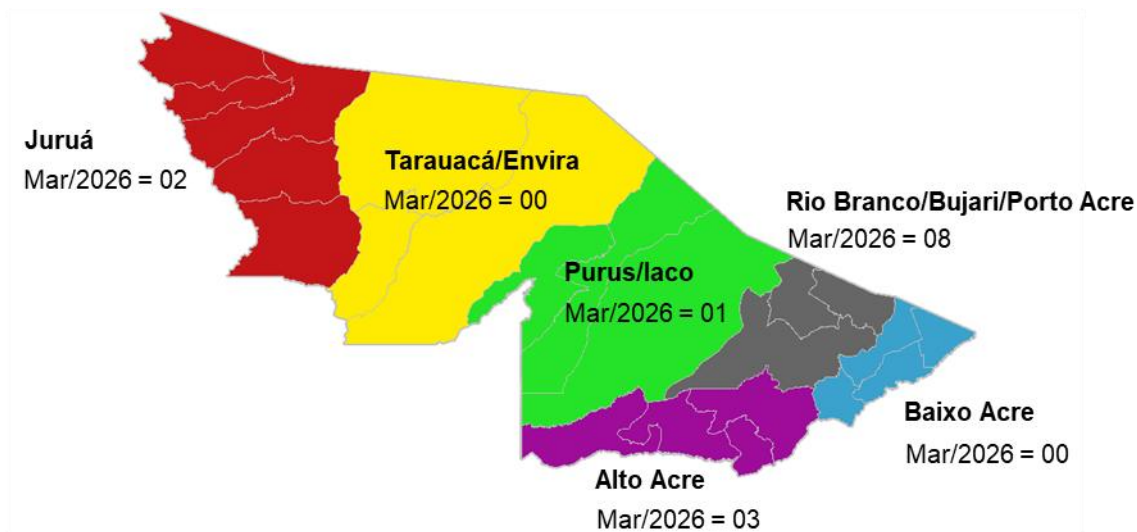 Juruá
Mar/2026 = 02
Tarauacá/Envira
Mar/2026 = 00
Rio Branco/Bujari/Porto Acre
Mar/2026 = 08
Purus/Iaco
Mar/2026 = 01
Baixo Acre
Mar/2026 = 00
Alto Acre
Mar/2026 = 03